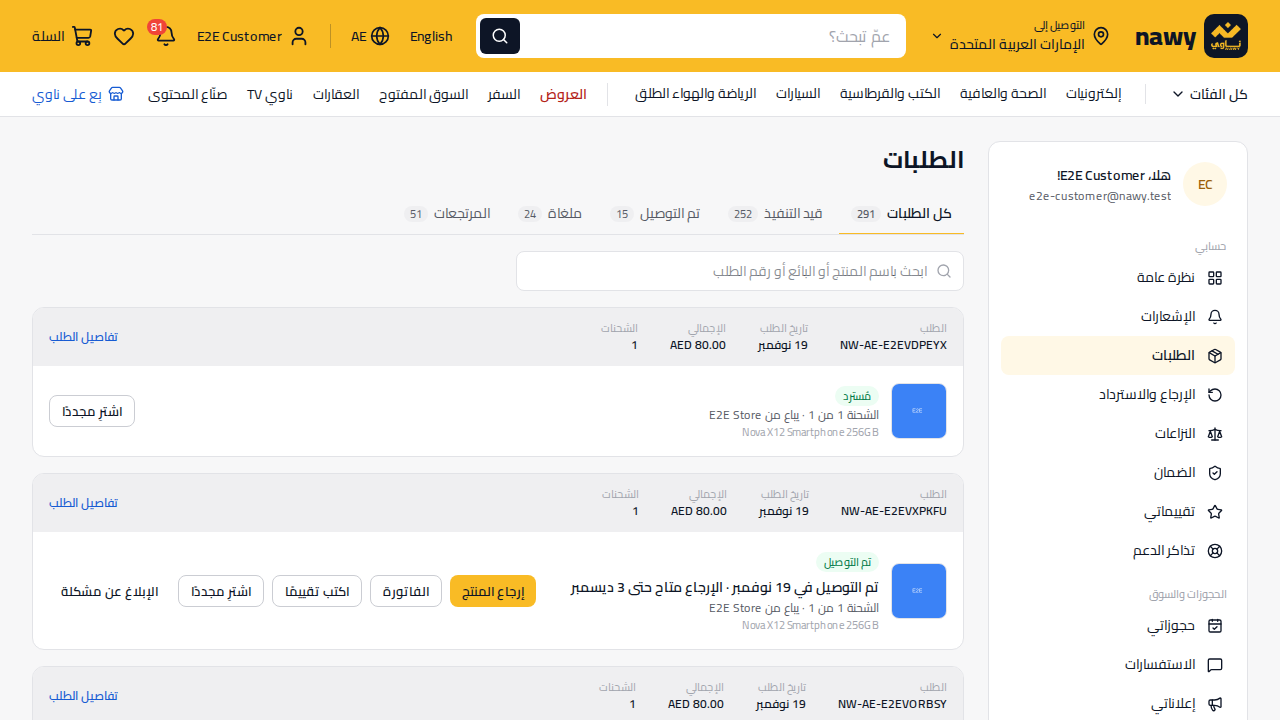 nawy
ناوي
التوصيل إلى
الإمارات العربية المتحدة
عمّ تبحث؟
English
AE
E2E Customer
81
السلة
كل الفئات
إلكترونيات
الصحة والعافية
الكتب والقرطاسية
السيارات
الرياضة والهواء الطلق
العروض
السفر
السوق المفتوح
العقارات
ناوي TV
صنّاع المحتوى
بع على ناوي
EC
هلا، E2E Customer!
e2e-customer@nawy.test
حسابي
نظرة عامة
الإشعارات
الطلبات
الإرجاع والاسترداد
النزاعات
الضمان
تقييماتي
تذاكر الدعم
الحجوزات والسوق
حجوزاتي
الاستفسارات
إعلاناتي
الطلبات
كل الطلبات 291
قيد التنفيذ 252
تم التوصيل 15
ملغاة 24
المرتجعات 51
ابحث باسم المنتج أو البائع أو رقم الطلب
الطلب
NW-AE-E2EVDPEYX
تاريخ الطلب
19 نوفمبر
الإجمالي
AED 80.00
الشحنات
1
تفاصيل الطلب
E2E
مُسترد
الشحنة 1 من 1 · يباع من E2E Store
Nova X12 Smartphone 256GB
اشترِ مجددًا
الطلب
NW-AE-E2EVXPKFU
تاريخ الطلب
19 نوفمبر
الإجمالي
AED 80.00
الشحنات
1
تفاصيل الطلب
E2E
تم التوصيل
تم التوصيل في 19 نوفمبر · الإرجاع متاح حتى 3 ديسمبر
الشحنة 1 من 1 · يباع من E2E Store
Nova X12 Smartphone 256GB
إرجاع المنتج
الفاتورة
اكتب تقييمًا
اشترِ مجددًا
الإبلاغ عن مشكلة
الطلب
NW-AE-E2EVORBSY
تاريخ الطلب
19 نوفمبر
الإجمالي
AED 80.00
الشحنات
1
تفاصيل الطلب